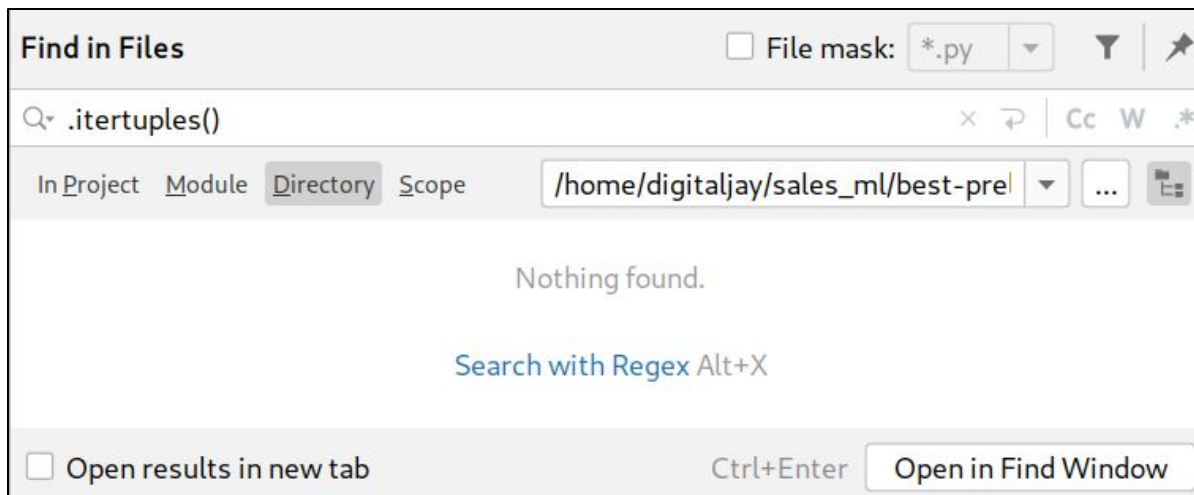 Find in Files File mask: *.py
.itertuples() Cc W .*
In Project Module Directory Scope /home/digitaljay/sales_ml/best-prel ...
Nothing found.
Search with Regex Alt+X
Open results in new tab Ctrl+Enter Open in Find Window